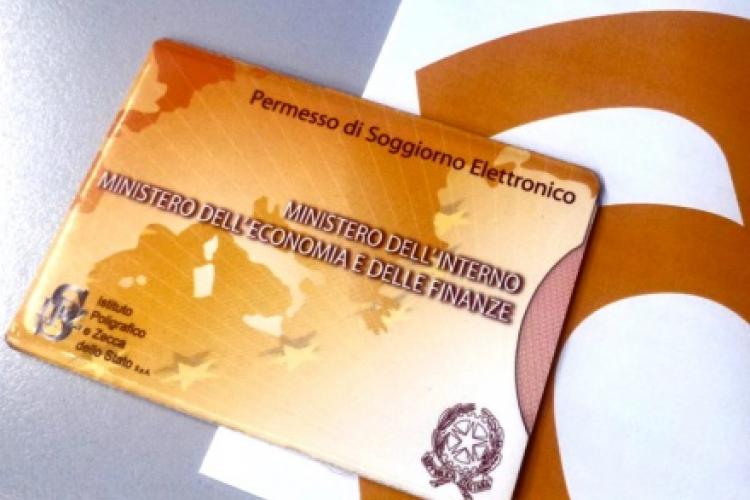 Permesso di Soggiorno Elettronico
MINISTERO DELL'INTERNO
MINISTERO DELL'ECONOMIA E DELLE FINANZE
Istituto
Poligrafico
e Zecca
dello Stato S.p.A.